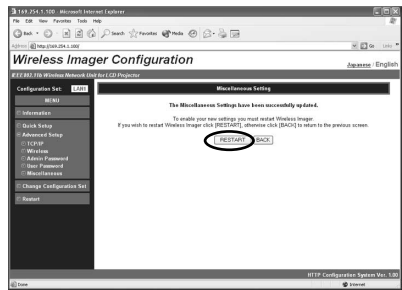 169.254.1.100 - Microsoft Internet Explorer
File Edit View Favorites Tools Help
Back Search Favorites Media
Address http://169.254.1.100/ Go Links
Wireless Imager Configuration
Japanese / English
IEEE802.11b Wireless Network Unit for LCD Projector
Configuration Set: LAN1
MENU
Information
Quick Setup
Advanced Setup
TCP/IP
Wireless
Admin Password
User Password
Miscellaneous
Change Configuration Set
Restart
Miscellaneous Setting
The Miscellaneous Settings have been successfully updated.
To enable your new settings you must restart Wireless Imager.
If you wish to restart Wireless Imager click [RESTART], otherwise click [BACK] to return to the previous screen.
RESTART BACK
HTTP Configuration System Ver. 1.00
Done Internet